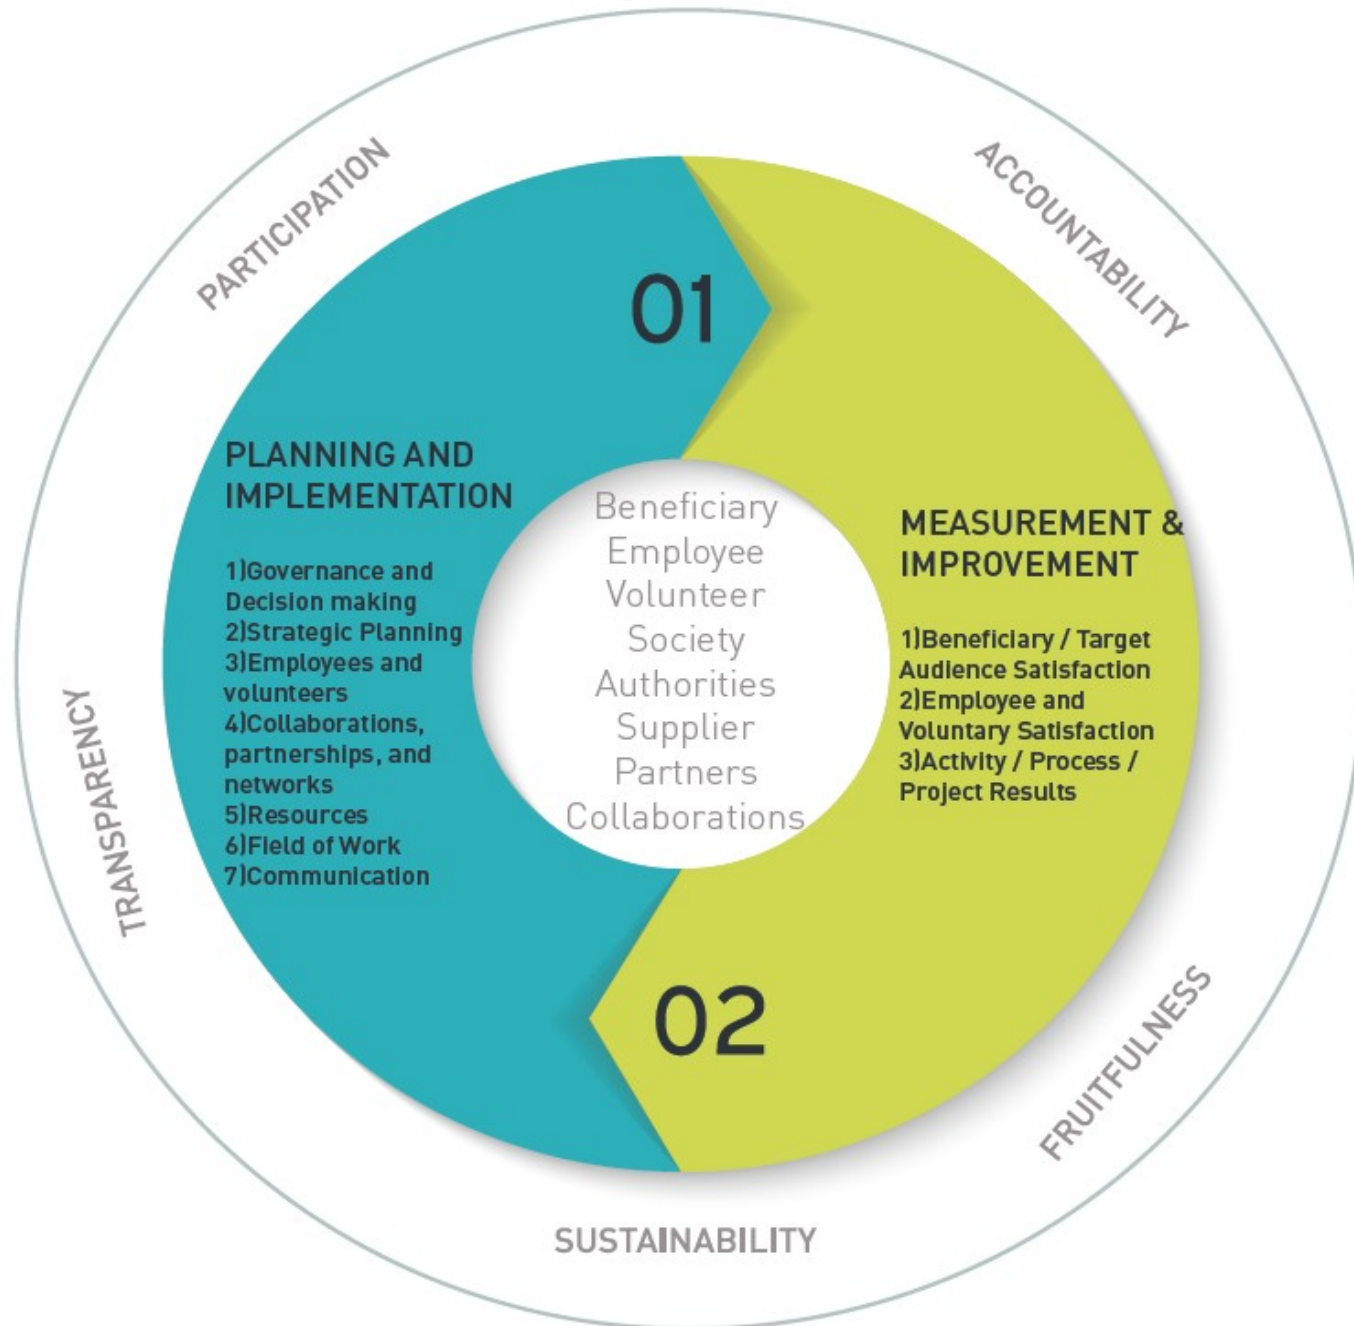 PARTICIPATION
ACCOUNTABILITY
01
PLANNING AND
IMPLEMENTATION
1)Governance and
Decision making
2)Strategic Planning
3)Employees and
volunteers
4)Collaborations,
partnerships, and
networks
5)Resources
6)Field of Work
7)Communication
Beneficiary
Employee
Volunteer
Society
Authorities
Supplier
Partners
Collaborations
MEASUREMENT &
IMPROVEMENT
1)Beneficiary / Target
Audience Satisfaction
2)Employee and
Voluntary Satisfaction
3)Activity / Process /
Project Results
TRANSPARENCY
02
FRUITFULNESS
SUSTAINABILITY